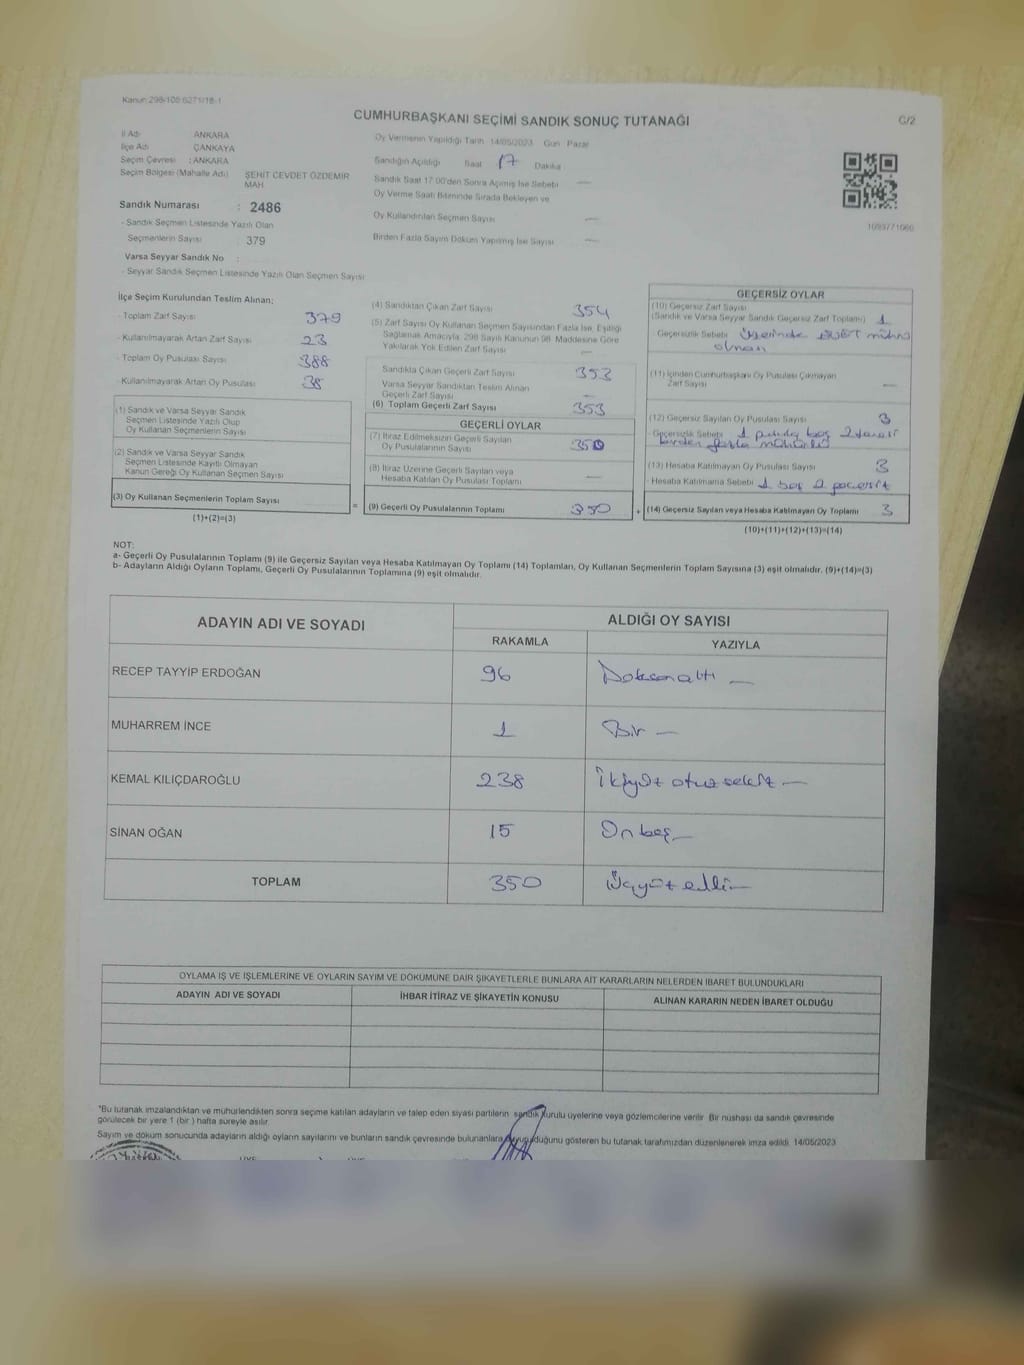 Kanun 298/108 6271/18-1
CUMHURBAŞKANI SEÇİMİ SANDIK SONUÇ TUTANAĞI
C/2
İl Adı ANKARA
İlçe Adı ÇANKAYA
Seçim Çevresi : ANKARA
Seçim Bölgesi (Mahalle Adı) ŞEHİT CEVDET ÖZDEMİR MAH
Sandık Numarası : 2486
- Sandık Seçmen Listesinde Yazılı Olan
Seçmenlerin Sayısı 379
Varsa Seyyar Sandık No :
- Seyyar Sandık Seçmen Listesinde Yazılı Olan Seçmen Sayısı
Oy Vermenin Yapıldığı Tarih 14/05/2023 Gün Pazar
Sandığın Açıldığı Saat 17 Dakika
Sandık Saat 17:00'den Sonra Açılmış İse Sebebi —
Oy Verme Saati Bitiminde Sırada Bekleyen ve
Oy Kullandırılan Seçmen Sayısı —
Birden Fazla Sayım Döküm Yapılmış İse Sayısı —
1093771066
İlçe Seçim Kurulundan Teslim Alınan;
- Toplam Zarf Sayısı 379
- Kullanılmayarak Artan Zarf Sayısı 23
- Toplam Oy Pusulası Sayısı 388
- Kullanılmayarak Artan Oy Pusulası 38
(1) Sandık ve Varsa Seyyar Sandık
Seçmen Listesinde Yazılı Olup
Oy Kullanan Seçmenlerin Sayısı
(2) Sandık ve Varsa Seyyar Sandık
Seçmen Listesinde Kayıtlı Olmayan
Kanun Gereği Oy Kullanan Seçmen Sayısı
(3) Oy Kullanan Seçmenlerin Toplam Sayısı
(1)+(2)=(3)
(4) Sandıktan Çıkan Zarf Sayısı 354
(5) Zarf Sayısı Oy Kullanan Seçmen Sayısından Fazla İse, Eşitliği
Sağlamak Amacıyla, 298 Sayılı Kanunun 98. Maddesine Göre
Yakılarak Yok Edilen Zarf Sayısı —
Sandıkta Çıkan Geçerli Zarf Sayısı 353
Varsa Seyyar Sandıktan Teslim Alınan
Geçerli Zarf Sayısı —
(6) Toplam Geçerli Zarf Sayısı 353
GEÇERLİ OYLAR
(7) İtiraz Edilmeksizin Geçerli Sayılan
Oy Pusulalarının Sayısı 350
(8) İtiraz Üzerine Geçerli Sayılan veya
Hesaba Katılan Oy Pusulası Toplamı —
= (9) Geçerli Oy Pusulalarının Toplamı 350 +
GEÇERSİZ OYLAR
(10) Geçersiz Zarf Sayısı
(Sandık ve Varsa Seyyar Sandık Geçersiz Zarf Toplamı) 1
- Geçersizlik Sebebi üzerinde EVET mührü
olması
(11) İçinden Cumhurbaşkanı Oy Pusulası Çıkmayan
Zarf Sayısı —
(12) Geçersiz Sayılan Oy Pusulası Sayısı 3
- Geçersizlik Sebebi 1 pusula boş 2 tanesi
birden fazla mühürlü
(13) Hesaba Katılmayan Oy Pusulası Sayısı 3
- Hesaba Katılmama Sebebi 1 boş 2 geçersiz
(14) Geçersiz Sayılan veya Hesaba Katılmayan Oy Toplamı 3
(10)+(11)+(12)+(13)=(14)
NOT:
a- Geçerli Oy Pusulalarının Toplamı (9) ile Geçersiz Sayılan veya Hesaba Katılmayan Oy Toplamı (14) Toplamları, Oy Kullanan Seçmenlerin Toplam Sayısına (3) eşit olmalıdır. (9)+(14)=(3)
b- Adayların Aldığı Oyların Toplamı, Geçerli Oy Pusulalarının Toplamına (9) eşit olmalıdır.
ADAYIN ADI VE SOYADI ALDIĞI OY SAYISI
RAKAMLA YAZIYLA
RECEP TAYYİP ERDOĞAN 96 Doksanaltı —
MUHARREM İNCE 1 Bir —
KEMAL KILIÇDAROĞLU 238 İkiyüz otuz sekiz —
SİNAN OĞAN 15 On beş —
TOPLAM 350 Üçyüz elli —
OYLAMA İŞ VE İŞLEMLERİNE VE OYLARIN SAYIM VE DÖKÜMÜNE DAİR ŞİKAYETLERLE BUNLARA AİT KARARLARIN NELERDEN İBARET BULUNDUKLARI
ADAYIN ADI VE SOYADI İHBAR İTİRAZ VE ŞİKAYETİN KONUSU ALINAN KARARIN NEDEN İBARET OLDUĞU
*Bu tutanak imzalandıktan ve mühürlendikten sonra seçime katılan adayların ve talep eden siyasi partilerin sandık kurulu üyelerine veya gözlemcilerine verilir. Bir nüshası da sandık çevresinde
görülecek bir yere 1 (bir) hafta süreyle asılır.
Sayım ve döküm sonucunda adayların aldığı oyların sayılarını ve bunların sandık çevresinde bulunanlara duyurulduğunu gösteren bu tutanak tarafımızdan düzenlenerek imza edildi. 14/05/2023